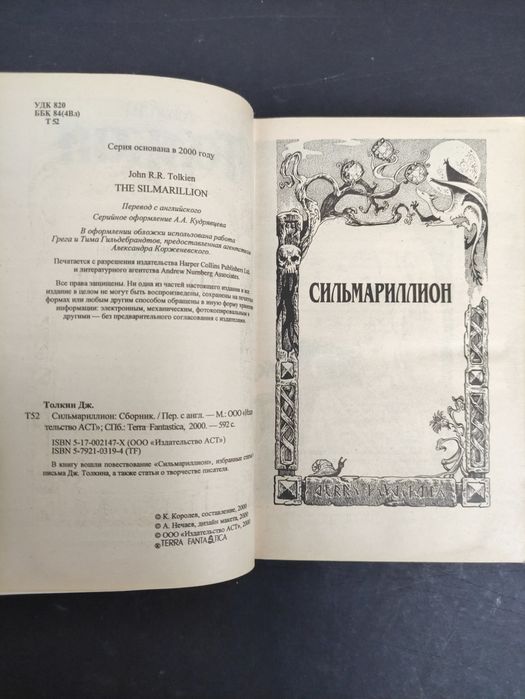 УДК 820
ББК 84(4Вл)
Т 52
Серия основана в 2000 году
John R.R. Tolkien
THE SILMARILLION
Перевод с английского
Серийное оформление А.А. Кудрявцева
В оформлении обложки использована работа
Грега и Тима Гильдебрандтов, предоставленная агентством
Александра Корженевского.
Печатается с разрешения издательства Harper Collins Publishers Ltd.
и литературного агентства Andrew Nurnberg Associates.
Все права защищены. Ни одна из частей настоящего издания и все
издание в целом не могут быть воспроизведены, сохранены на печатных
формах или любым другим способом обращены в иную форму хранения
информации: электронным, механическим, фотокопировальным и
другими — без предварительного согласования с издателями.
Толкин Дж.
Т52 Сильмариллион: Сборник. / Пер. с англ. — М.: ООО «Изда
тельство АСТ»; СПб.: Terra Fantastica, 2000. — 592 с.
ISBN 5-17-002147-X (ООО «Издательство АСТ»)
ISBN 5-7921-0319-4 (TF)
В книгу вошли повествование «Сильмариллион», избранные
письма Дж. Толкина, а также статьи о творчестве писателя.
© К. Королев, составление, 2000
© А. Нечаев, дизайн макета, 2000
© ООО «Издательство АСТ», 2000
® TERRA FANTASTICA
СИЛЬМАРИЛЛИОН
TERRA FANTASTICA